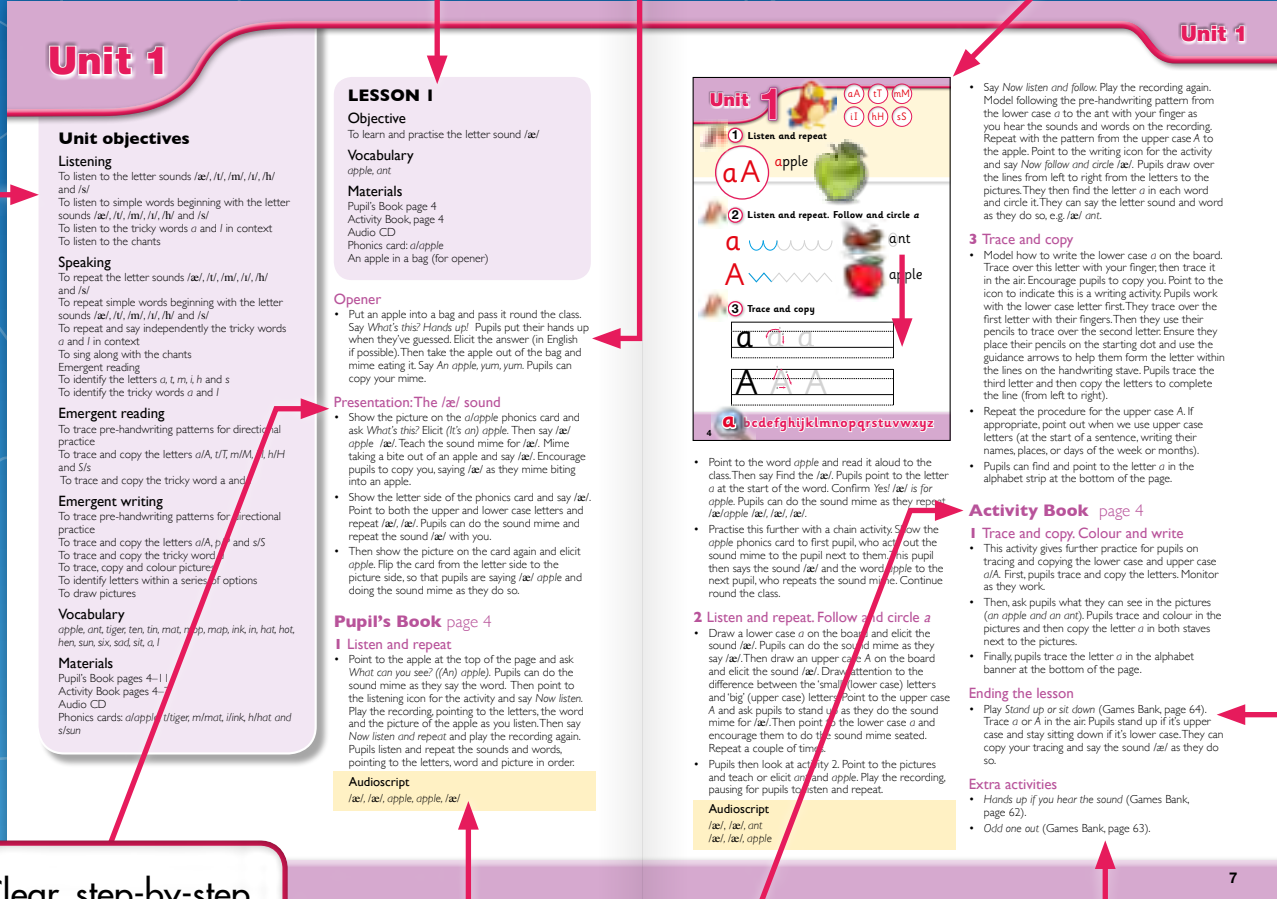 Unit 1
Unit objectives
Listening
To listen to the letter sounds /æ/, /t/, /m/, /ɪ/, /h/
and /s/
To listen to simple words beginning with the letter
sounds /æ/, /t/, /m/, /ɪ/, /h/ and /s/
To listen to the tricky words a and I in context
To listen to the chants
Speaking
To repeat the letter sounds /æ/, /t/, /m/, /ɪ/, /h/
and /s/
To repeat simple words beginning with the letter
sounds /æ/, /t/, /m/, /ɪ/, /h/ and /s/
To repeat and say independently the tricky words
a and I in context
To sing along with the chants
Emergent reading
To identify the letters a, t, m, i, h and s
To identify the tricky words a and I
Emergent reading
To trace pre-handwriting patterns for directional
practice
To trace and copy the letters a/A, t/T, m/M, h/H
and S/s
To trace and copy the tricky word a and
Emergent writing
To trace pre-handwriting patterns for directional
practice
To trace and copy the letters a/A, and s/S
To trace and copy the tricky word
To trace, copy and colour pictures
To identify letters within a series of options
To draw pictures
Vocabulary
apple, ant, tiger, ten, tin, mat, mop, map, ink, in, hat, hot,
hen, sun, six, sad, sit, a, I
Materials
Pupil's Book pages 4–11
Activity Book pages 4–
Audio CD
Phonics cards: a/apple, t/tiger, m/mat, i/ink, h/hat and
s/sun
Clear, step-by-step
LESSON 1
Objective
To learn and practise the letter sound /æ/
Vocabulary
apple, ant
Materials
Pupil's Book page 4
Activity Book, page 4
Audio CD
Phonics card: a/apple
An apple in a bag (for opener)
Opener
• Put an apple into a bag and pass it round the class.
Say What's this? Hands up! Pupils put their hands up
when they've guessed. Elicit the answer (in English
if possible). Then take the apple out of the bag and
mime eating it. Say An apple, yum, yum. Pupils can
copy your mime.
Presentation: The /æ/ sound
• Show the picture on the a/apple phonics card and
ask What's this? Elicit (It's an) apple. Then say /æ/
apple /æ/. Teach the sound mime for /æ/. Mime
taking a bite out of an apple and say /æ/. Encourage
pupils to copy you, saying /æ/ as they mime biting
into an apple.
• Show the letter side of the phonics card and say /æ/.
Point to both the upper and lower case letters and
repeat /æ/, /æ/. Pupils can do the sound mime and
repeat the sound /æ/ with you.
• Then show the picture on the card again and elicit
apple. Flip the card from the letter side to the
picture side, so that pupils are saying /æ/ apple and
doing the sound mime as they do so.
Pupil's Book page 4
1 Listen and repeat
• Point to the apple at the top of the page and ask
What can you see? ((An) apple). Pupils can do the
sound mime as they say the word. Then point to
the listening icon for the activity and say Now listen.
Play the recording, pointing to the letters, the word
and the picture of the apple as you listen. Then say
Now listen and repeat and play the recording again.
Pupils listen and repeat the sounds and words,
pointing to the letters, word and picture in order.
Audioscript
/æ/, /æ/, apple, apple, /æ/
Unit 1
aA tT mM
iI hH sS
1 Listen and repeat
aA apple
2 Listen and repeat. Follow and circle a
a ant
A apple
3 Trace and copy
a a a
A A A
a bcdefghijklmnopqrstuvwxyz
4
• Point to the word apple and read it aloud to the
class. Then say Find the /æ/. Pupils point to the letter
a at the start of the word. Confirm Yes! /æ/ is for
apple. Pupils can do the sound mime as they repeat
/æ/apple /æ/, /æ/, /æ/.
• Practise this further with a chain activity. Show the
apple phonics card to first pupil, who acts out the
sound mime to the pupil next to them. This pupil
then says the sound /æ/ and the word apple to the
next pupil, who repeats the sound mime. Continue
round the class.
2 Listen and repeat. Follow and circle a
• Draw a lower case a on the board and elicit the
sound /æ/. Pupils can do the sound mime as they
say /æ/. Then draw an upper case A on the board
and elicit the sound /æ/. Draw attention to the
difference between the 'small' (lower case) letters
and 'big' (upper case) letters. Point to the upper case
A and ask pupils to stand up as they do the sound
mime for /æ/. Then point to the lower case a and
encourage them to do the sound mime seated.
Repeat a couple of times.
• Pupils then look at activity 2. Point to the pictures
and teach or elicit ant and apple. Play the recording,
pausing for pupils to listen and repeat.
Audioscript
/æ/, /æ/, ant
/æ/, /æ/, apple
Unit 1
• Say Now listen and follow. Play the recording again.
Model following the pre-handwriting pattern from
the lower case a to the ant with your finger as
you hear the sounds and words on the recording.
Repeat with the pattern from the upper case A to
the apple. Point to the writing icon for the activity
and say Now follow and circle /æ/. Pupils draw over
the lines from left to right from the letters to the
pictures. They then find the letter a in each word
and circle it. They can say the letter sound and word
as they do so, e.g. /æ/ ant.
3 Trace and copy
• Model how to write the lower case a on the board.
Trace over this letter with your finger, then trace it
in the air. Encourage pupils to copy you. Point to the
icon to indicate this is a writing activity. Pupils work
with the lower case letter first. They trace over the
first letter with their fingers. Then they use their
pencils to trace over the second letter. Ensure they
place their pencils on the starting dot and use the
guidance arrows to help them form the letter within
the lines on the handwriting stave. Pupils trace the
third letter and then copy the letters to complete
the line (from left to right).
• Repeat the procedure for the upper case A. If
appropriate, point out when we use upper case
letters (at the start of a sentence, writing their
names, places, or days of the week or months).
• Pupils can find and point to the letter a in the
alphabet strip at the bottom of the page.
Activity Book page 4
1 Trace and copy. Colour and write
• This activity gives further practice for pupils on
tracing and copying the lower case and upper case
a/A. First, pupils trace and copy the letters. Monitor
as they work.
• Then, ask pupils what they can see in the pictures
(an apple and an ant). Pupils trace and colour in the
pictures and then copy the letter a in both staves
next to the pictures.
• Finally, pupils trace the letter a in the alphabet
banner at the bottom of the page.
Ending the lesson
• Play Stand up or sit down (Games Bank, page 64).
Trace a or A in the air. Pupils stand up if it's upper
case and stay sitting down if it's lower case. They can
copy your tracing and say the sound /æ/ as they do
so.
Extra activities
• Hands up if you hear the sound (Games Bank,
page 62).
• Odd one out (Games Bank, page 63).
7